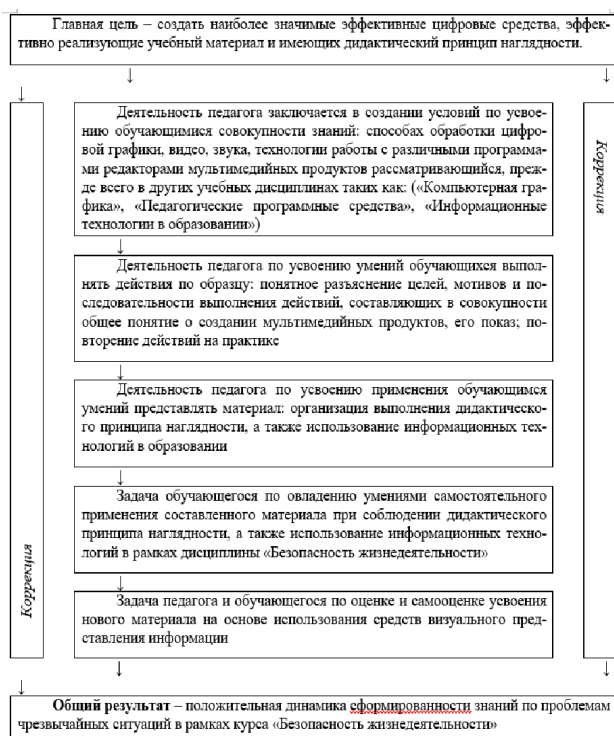 Главная цель – создать наиболее значимые эффективные цифровые средства, эффек-
тивно реализующие учебный материал и имеющих дидактический принцип наглядности.
Коррекция
Деятельность педагога заключается в создании условий по усвое-
нию обучающимися совокупности знаний: способах обработки цифро-
вой графики, видео, звука, технологии работы с различными программа-
ми редакторами мультемедийных продуктов рассматривающийся, преж-
де всего в других учебных дисциплинах таких как: («Компьютерная гра-
фика», «Педагогические программные средства», «Информационные
технологии в образовании»)
Деятельность педагога по усвоению умений обучающихся выпол-
нять действия по образцу: понятное разъяснение целей, мотивов и по-
следовательности выполнения действий, составляющих в совокупности
общее понятие о создании мультимедийных продуктов, его показ; по-
вторение действий на практике
Деятельность педагога по усвоению применения обучающимся
умений представлять материал: организация выполнения дидактическо-
го принципа наглядности, а также использование информационных тех-
нологий в образовании
Задача обучающегося по овладению умениями самостоятельного
применения составленного материала при соблюдении дидактического
принципа наглядности, а также использование информационных техно-
логий в рамках дисциплины «Безопасность жизнедеятельности»
Задача педагога и обучающегося по оценке и самооценке усвоения
нового материала на основе использования средств визуального пред-
ставления информации
Коррекция
Общий результат – положительная динамика сформированности знаний по проблемам
чрезвычайных ситуаций в рамках курса «Безопасность жизнедеятельности»